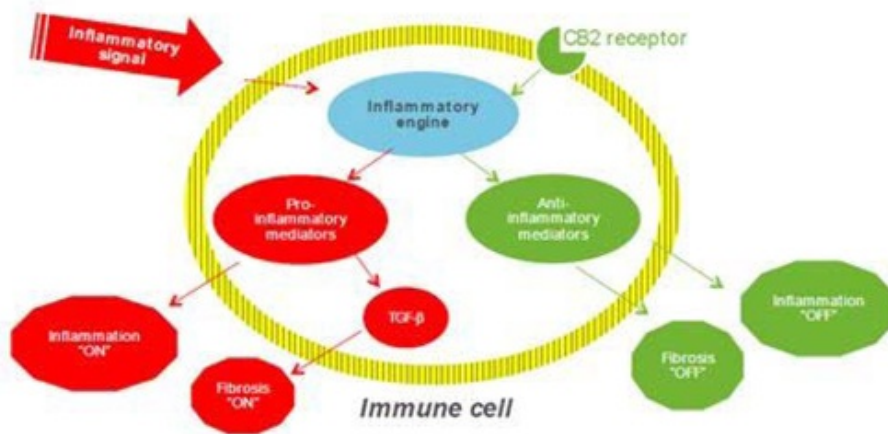 Inflammatory
signal
CB2 receptor
Inflammatory
engine
Pro-
inflammatory
mediators
Anti-
inflammatory
mediators
TGF-β
Inflammation
"ON"
Fibrosis
"ON"
Inflammation
"OFF"
Fibrosis
"OFF"
Immune cell